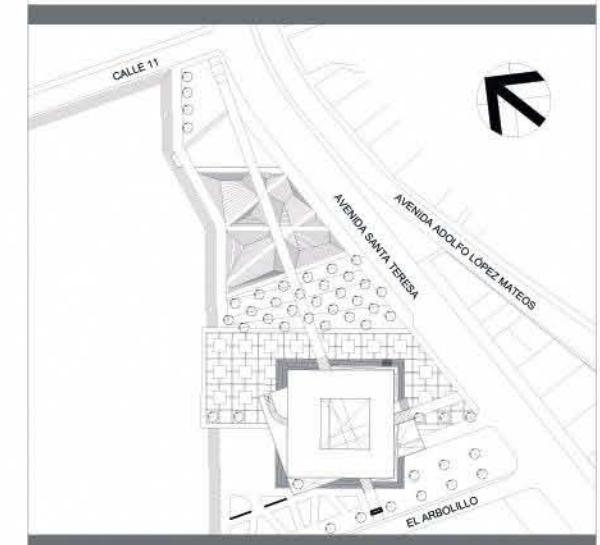 CALLE 11
AVENIDA SANTA TERESA
AVENIDA ADOLFO LÓPEZ MATEOS
EL ARBOLILLO